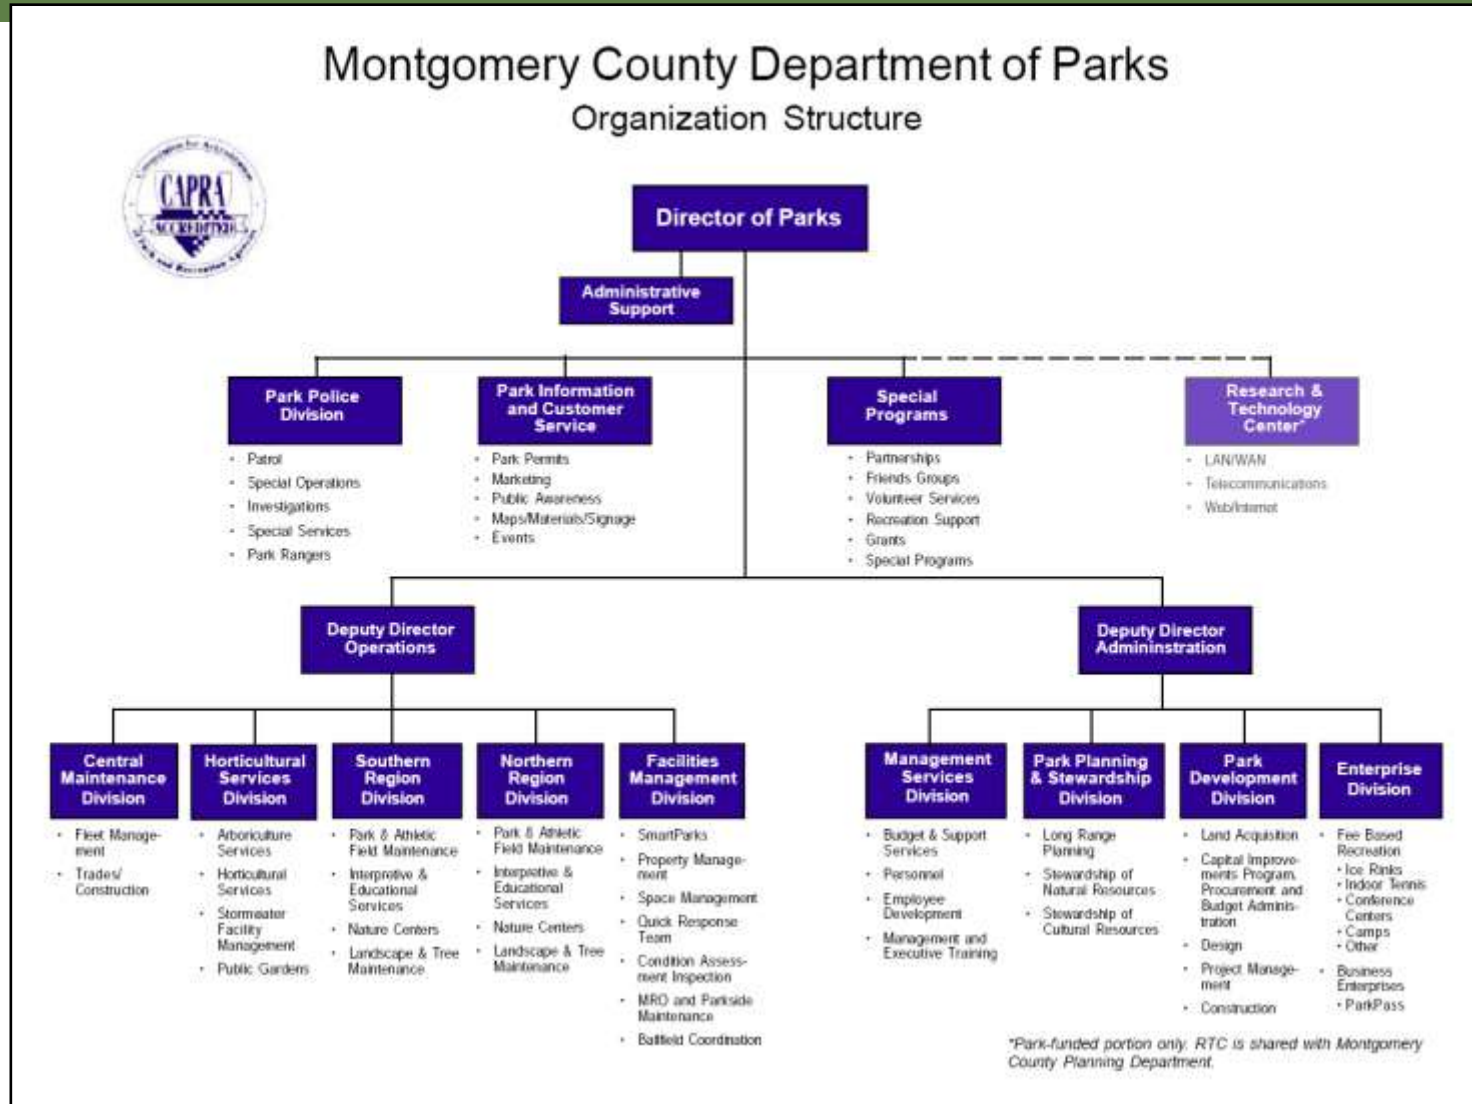 Montgomery County Department of Parks
Organization Structure
CAPRA
ACCREDITED
Director of Parks
Administrative
Support
Park Police
Division
• Patrol
• Special Operations
• Investigations
• Special Services
• Park Rangers
Park Information
and Customer
Service
• Park Permits
• Marketing
• Public Awareness
• Maps/Materials/Signage
• Events
Special
Programs
• Partnerships
• Friends Groups
• Volunteer Services
• Recreation Support
• Grants
• Special Programs
Research &
Technology
Center*
• LAN/WAN
• Telecommunications
• Web/Internet
Deputy Director
Operations
Deputy Director
Admininstration
Central
Maintenance
Division
• Fleet Manage-
ment
• Trades/
Construction
Horticultural
Services
Division
• Arboriculture
Services
• Horticultural
Services
• Stormwater
Facility
Management
• Public Gardens
Southern
Region
Division
• Park & Athletic
Field Maintenance
• Interpretive &
Educational
Services
• Nature Centers
• Landscape & Tree
Maintenance
Northern
Region
Division
• Park & Athletic
Field Maintenance
• Interpretive &
Educational
Services
• Nature Centers
• Landscape & Tree
Maintenance
Facilities
Management
Division
• SmartParks
• Property Manage-
ment
• Space Management
• Quick Response
Team
• Condition Assess-
ment Inspection
• MRO and Parkside
Maintenance
• Ballfield Coordination
Management
Services
Division
• Budget & Support
Services
• Personnel
• Employee
Development
• Management and
Executive Training
Park Planning
& Stewardship
Division
• Long Range
Planning
• Stewardship of
Natural Resources
• Stewardship of
Cultural Resources
Park
Development
Division
• Land Acquisition
• Capital Improve-
ments Program,
Procurement and
Budget Adminis-
tration
• Design
• Project Manage-
ment
• Construction
Enterprise
Division
• Fee Based
Recreation
• Ice Rinks
• Indoor Tennis
• Conference
Centers
• Camps
• Other
• Business
Enterprises
• ParkPass
*Park-funded portion only. RTC is shared with Montgomery
County Planning Department.